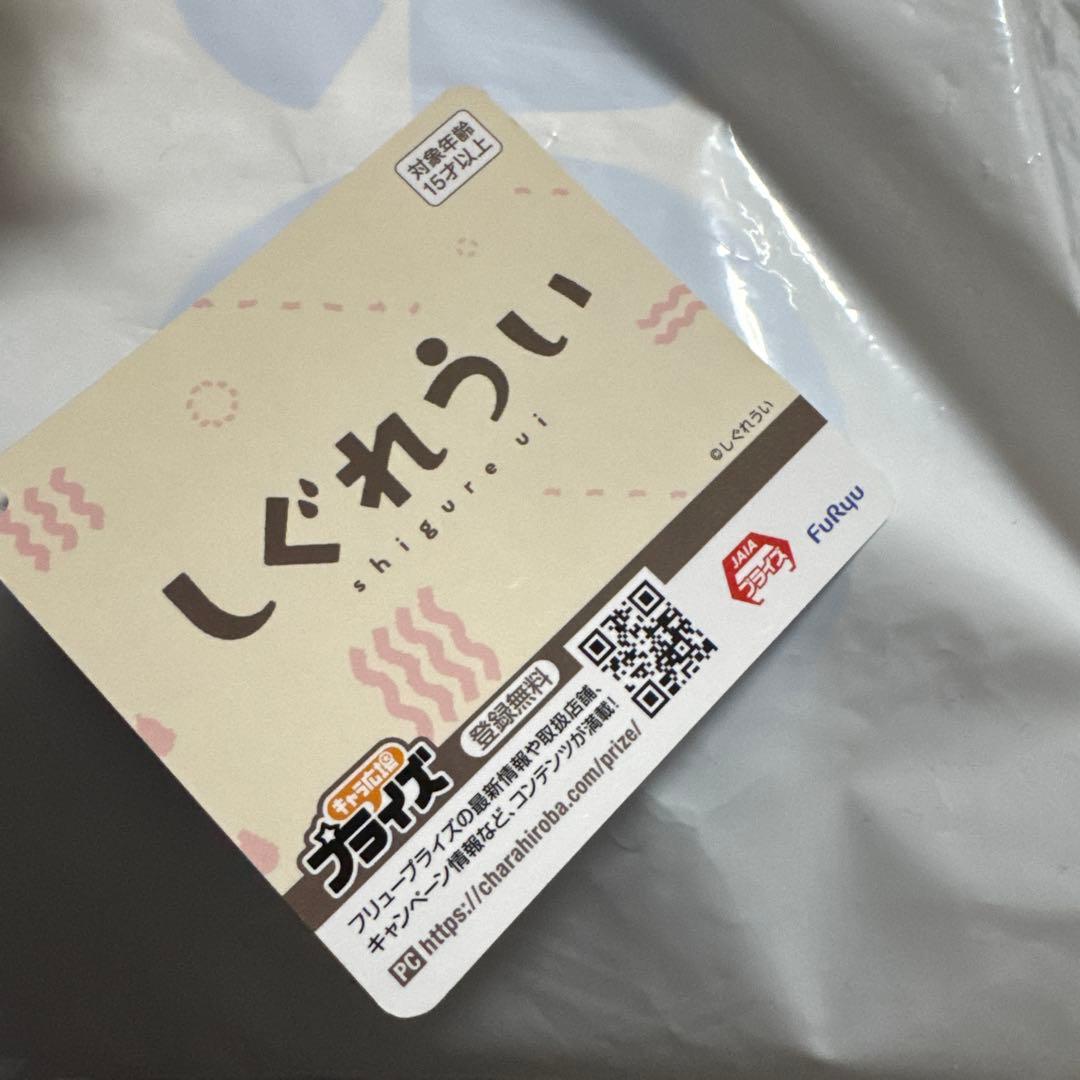 対象年齢
15才以上
しぐれうい
shigure ui
©しぐれうい
キャラ広場
プライズ
登録無料
フリュープライズの最新情報や取扱店舗、
キャンペーン情報など、コンテンツが満載!
PC https://charahiroba.com/prize/
JAIA
プライズ
FuRyu